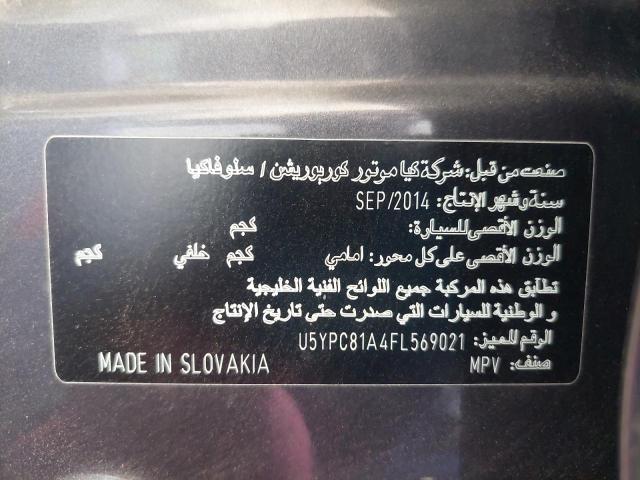 صنعت من قبل: شركة كيا موتور كوربوريشن / سلوفاكيا
سنة وشهر الإنتاج: SEP/2014
الوزن الأقصى للسيارة: كجم
الوزن الأقصى على كل محور: امامي كجم خلفي كجم
تطابق هذه المركبة جميع اللوائح الفنية الخليجية
و الوطنية للسيارات التي صدرت حتى تاريخ الإنتاج
الرقم المميز: U5YPC81A4FL569021
صنف: MPV
MADE IN SLOVAKIA